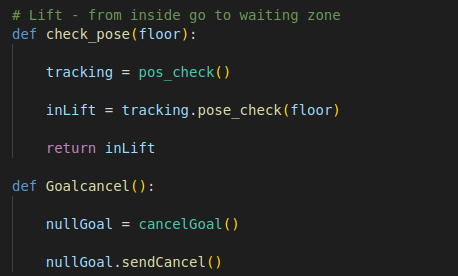 # Lift - from inside go to waiting zone
def check_pose(floor):
tracking = pos_check()
inLift = tracking.pose_check(floor)
return inLift
def Goalcancel():
nullGoal = cancelGoal()
nullGoal.sendCancel()